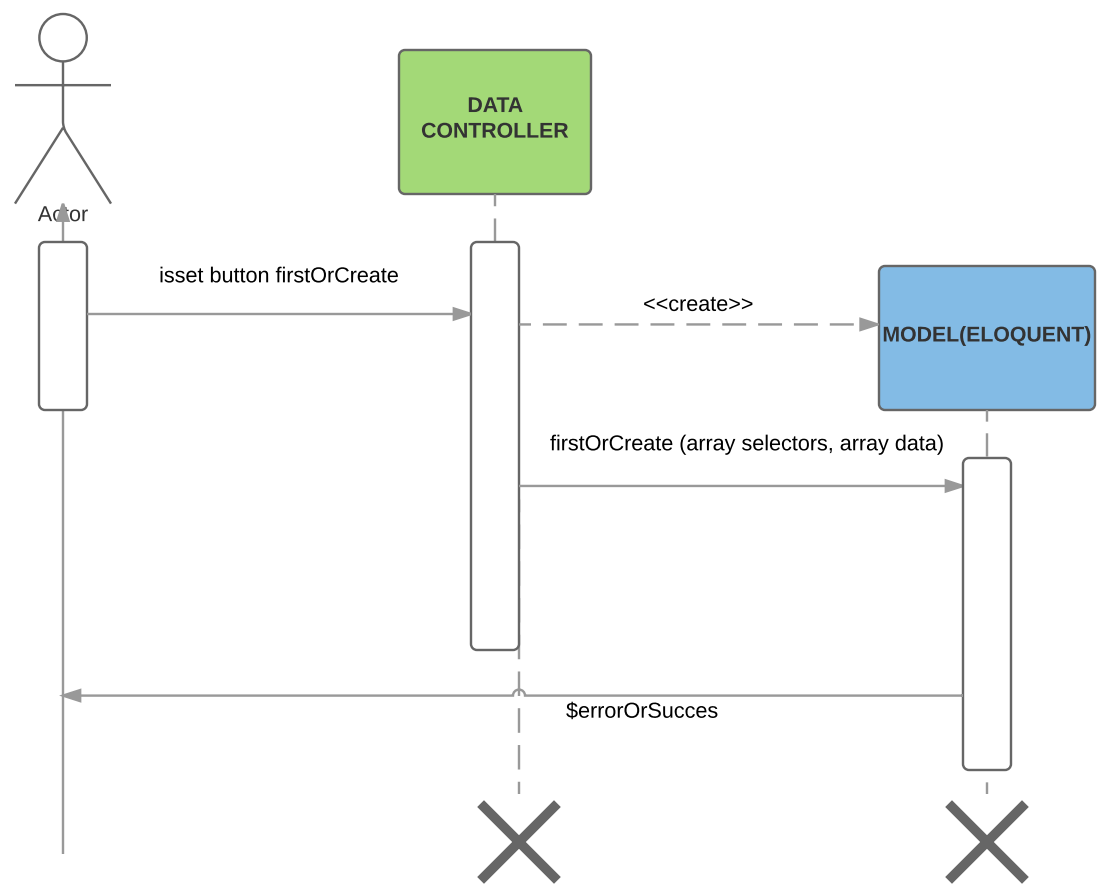 Actor
DATA
CONTROLLER
isset button firstOrCreate
<<create>>
MODEL(ELOQUENT)
firstOrCreate (array selectors, array data)
$errorOrSucces